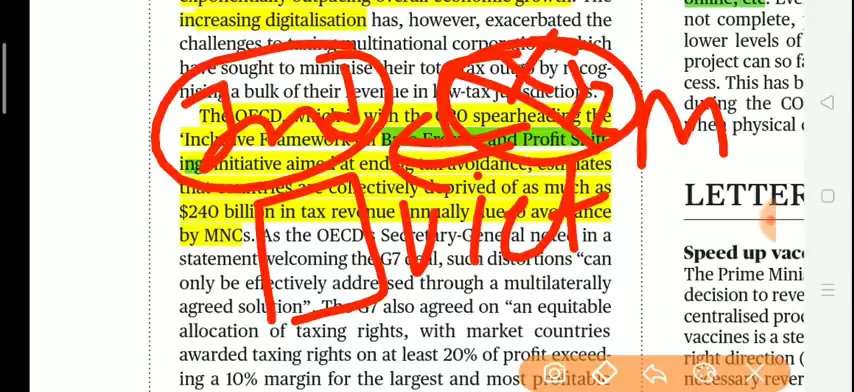 increasing digitalisation has, however, exacerbated the
challenges to taxing multinational corporations, which
have sought to minimise their total tax outgo by recog-
nising a bulk of their revenue in low-tax jurisdictions.
The OECD, which is with the G20 spearheading the
'Inclusive Framework on Base Erosion and Profit Shift-
ing' initiative aimed at ending tax avoidance, estimates
that countries are collectively deprived of as much as
$240 billion in tax revenue annually due to avoidance
by MNCs. As the OECD's Secretary-General noted in a
statement welcoming the G7 deal, such distortions "can
only be effectively addressed through a multilaterally
agreed solution". The G7 also agreed on "an equitable
allocation of taxing rights, with market countries
awarded taxing rights on at least 20% of profit exceed-
ing a 10% margin for the largest and most profitable
Ind
M
vict
not complete,
lower levels of
project can so fa
cess. This has b
during the CO
when physical
LETTER
Speed up vac
The Prime Mini
decision to reve
centralised proc
vaccines is a ste
right direction (
necessary rever